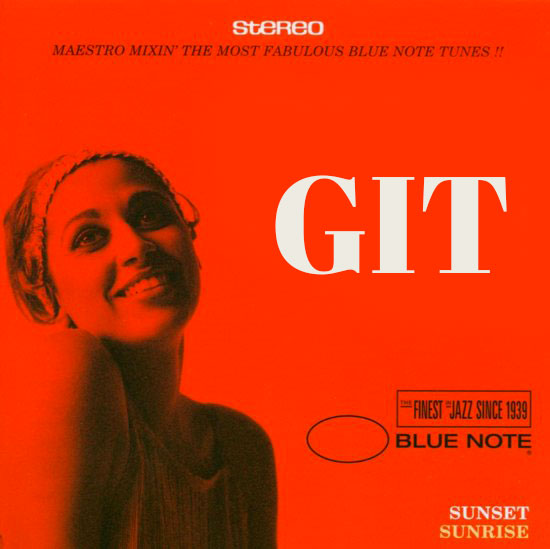 STEREO
MAESTRO MIXIN' THE MOST FABULOUS BLUE NOTE TUNES !!
GIT
THE FINEST IN JAZZ SINCE 1939
BLUE NOTE®
SUNSET
SUNRISE